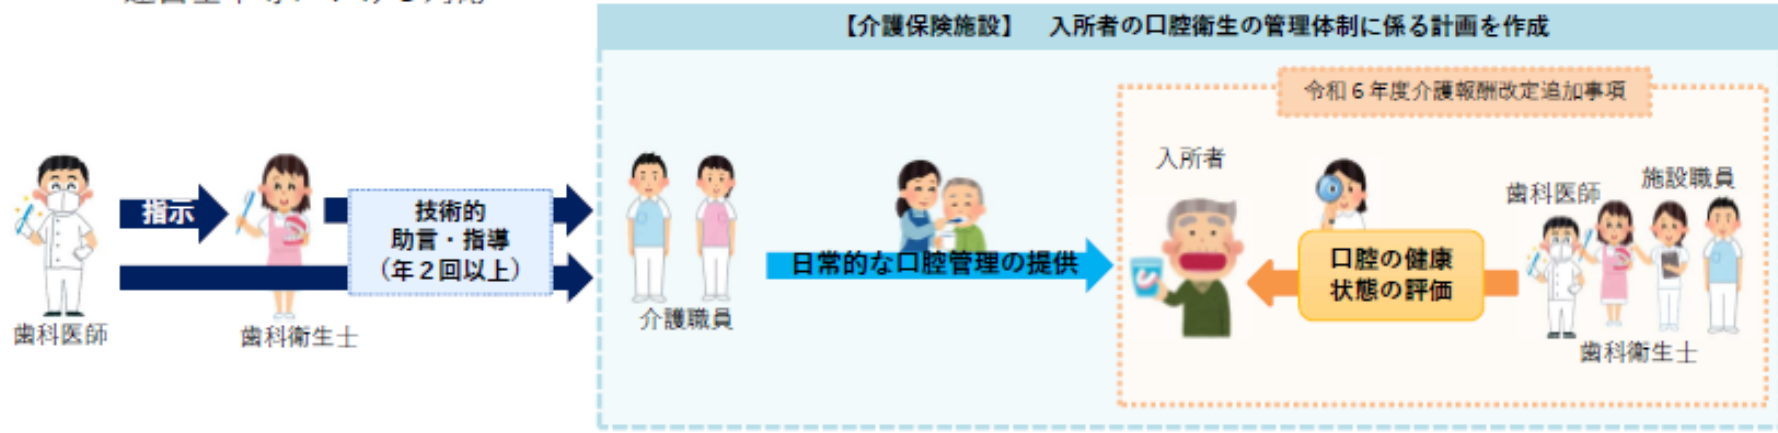 【介護保険施設】　入所者の口腔衛生の管理体制に係る計画を作成
令和６年度介護報酬改定追加事項
指示
歯科医師
歯科衛生士
技術的
助言・指導
（年２回以上）
介護職員
日常的な口腔管理の提供
入所者
口腔の健康
状態の評価
歯科医師
施設職員
歯科衛生士